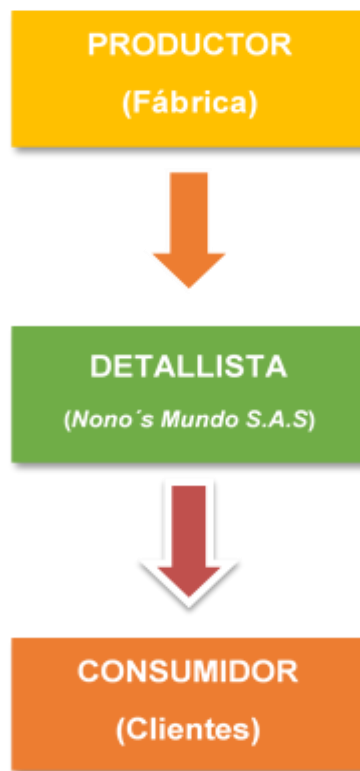 PRODUCTOR
(Fábrica)
DETALLISTA
(Nono´s Mundo S.A.S)
CONSUMIDOR
(Clientes)